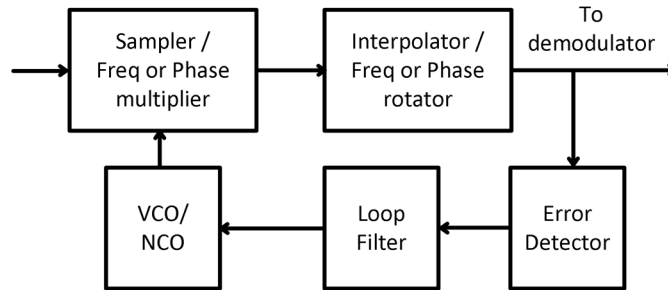 Sampler /
Freq or Phase
multiplier
Interpolator /
Freq or Phase
rotator
To
demodulator
VCO/
NCO
Loop
Filter
Error
Detector